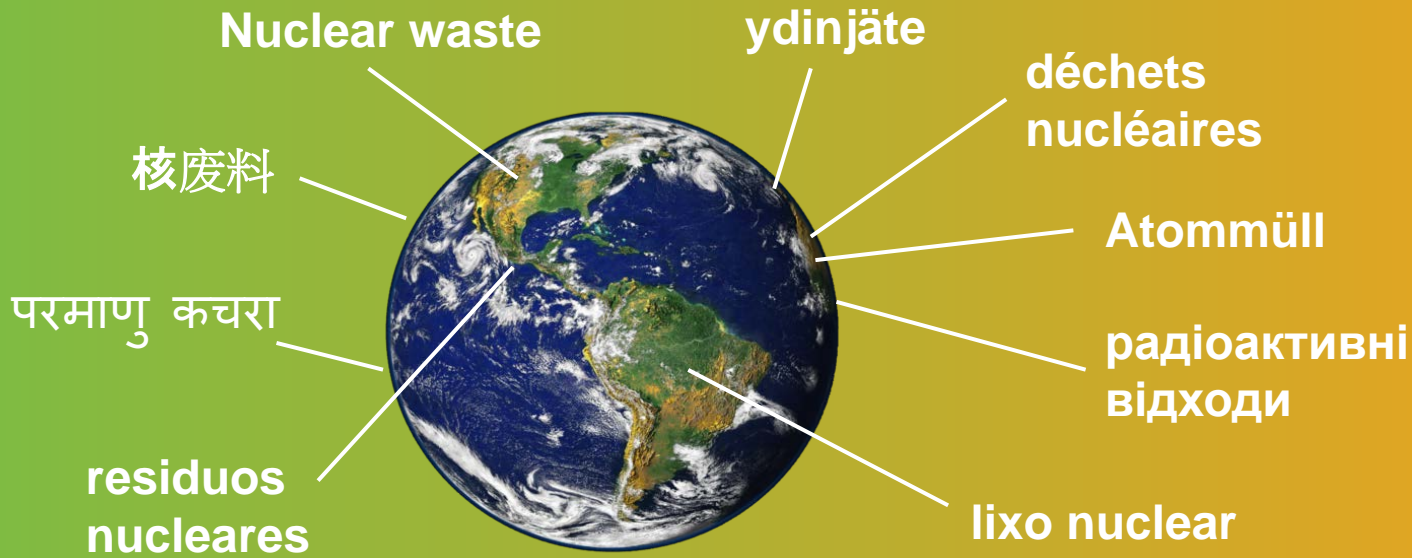 Nuclear waste
ydinjäte
déchets
nucléaires
核废料
Atommüll
परमाणु कचरा
радіоактивні
відходи
residuos
nucleares
lixo nuclear